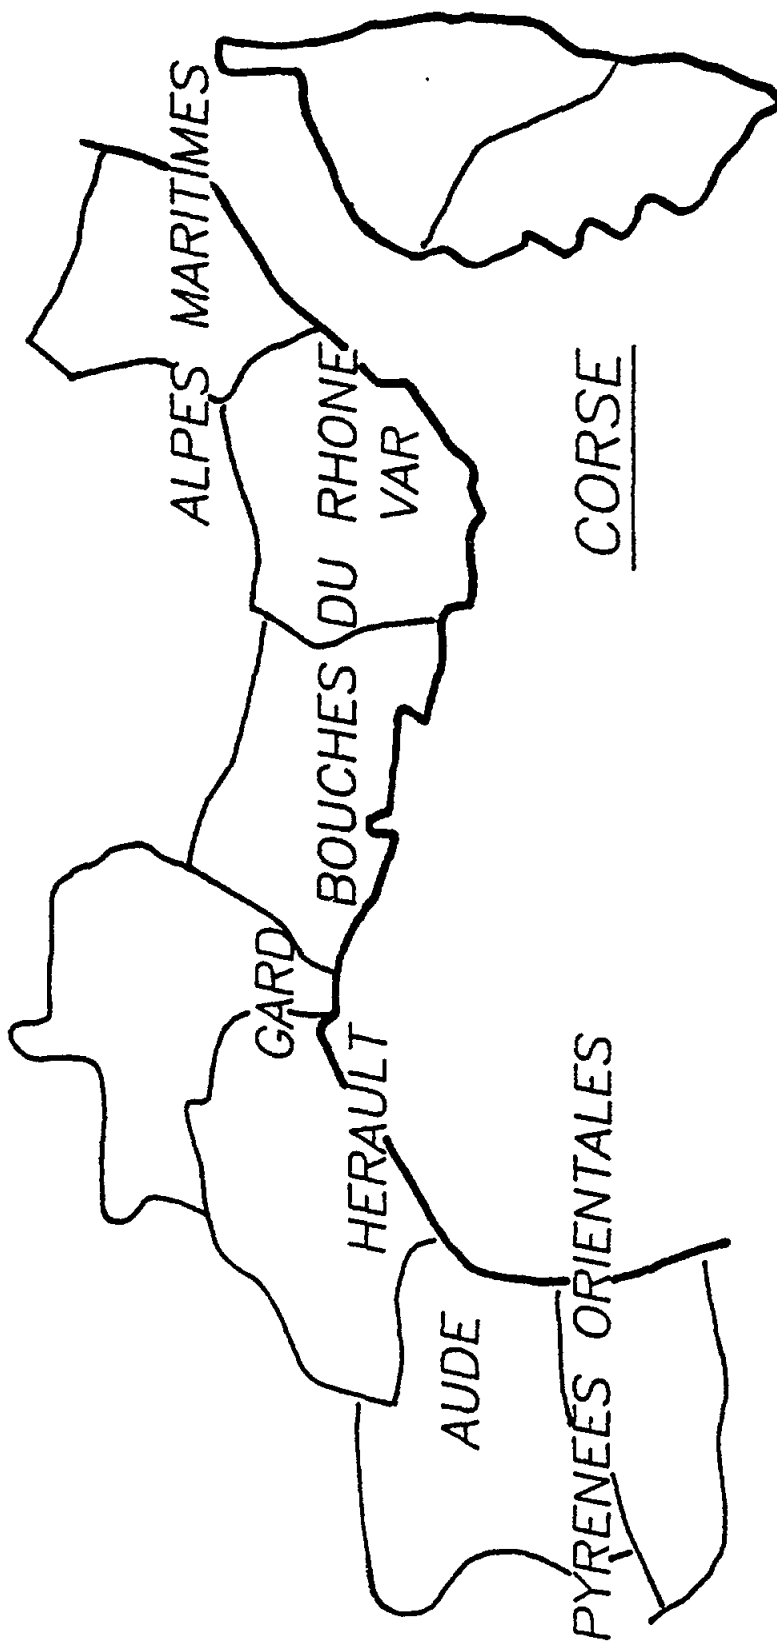 ALPES MARITIMES
GARD
BOUCHES DU RHONE
HERAULT
VAR
AUDE
PYRENEES ORIENTALES
CORSE